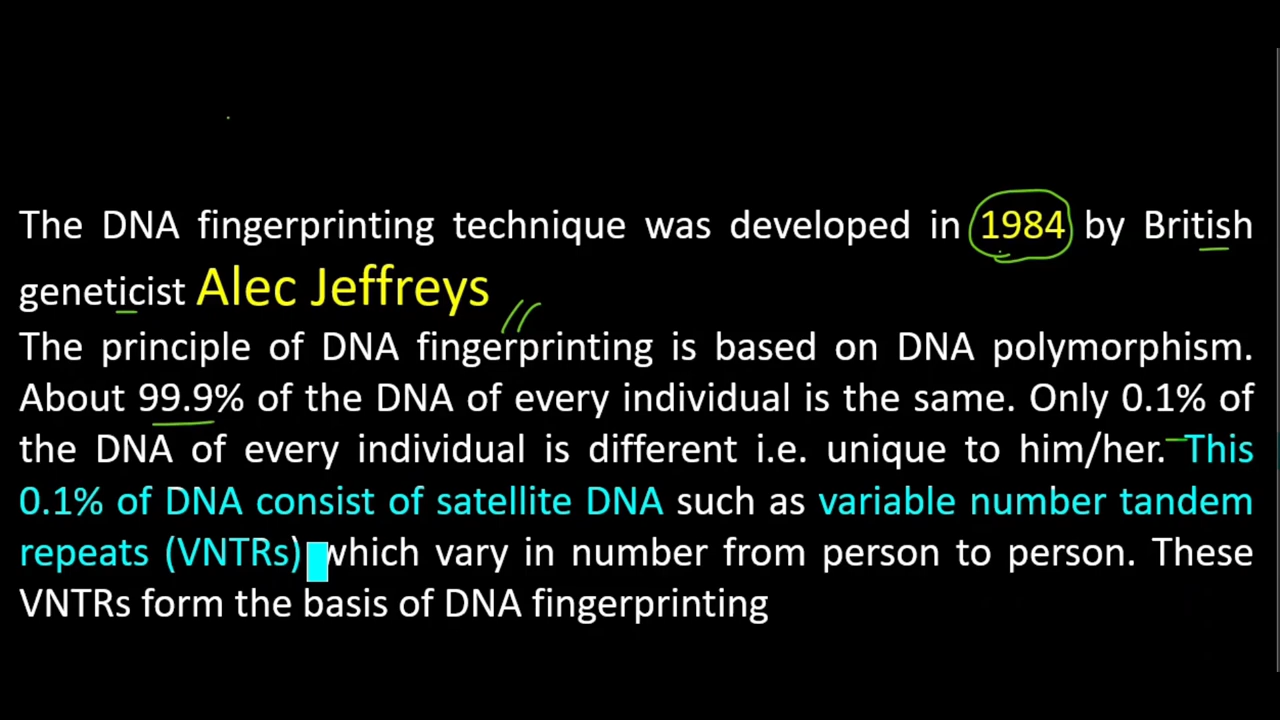 The DNA fingerprinting technique was developed in 1984 by British
geneticist Alec Jeffreys
The principle of DNA fingerprinting is based on DNA polymorphism.
About 99.9% of the DNA of every individual is the same. Only 0.1% of
the DNA of every individual is different i.e. unique to him/her. This
0.1% of DNA consist of satellite DNA such as variable number tandem
repeats (VNTRs) which vary in number from person to person. These
VNTRs form the basis of DNA fingerprinting